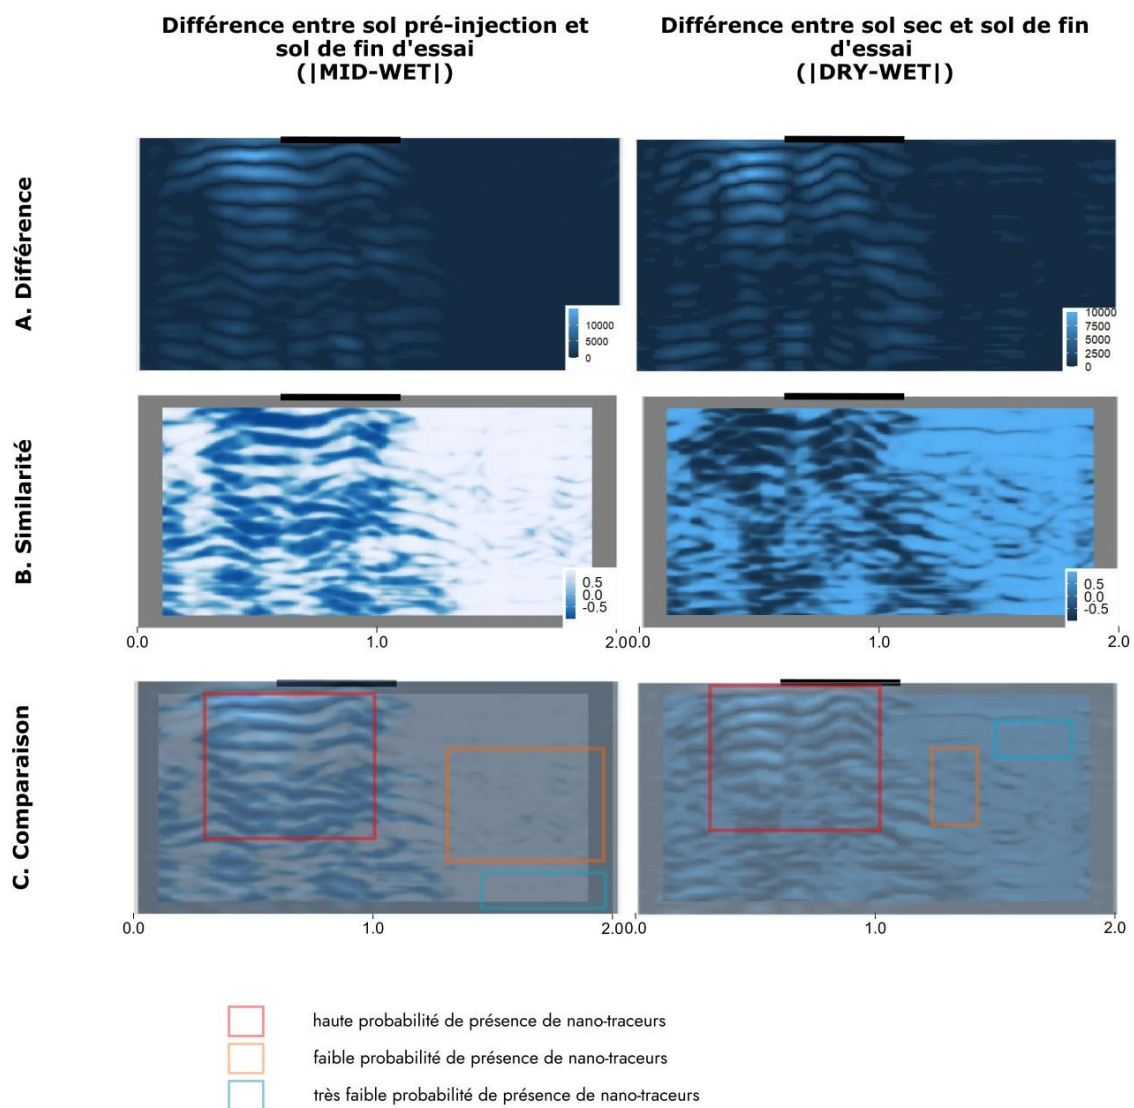 Différence entre sol pré-injection et
sol de fin d'essai
(|MID-WET|)
Différence entre sol sec et sol de fin
d'essai
(|DRY-WET|)
A. Différence
10000
5000
0
10000
7500
5000
2500
0
B. Similarité
0.5
0.0
-0.5
0.5
0.0
-0.5
0.0
1.0
2.0
0.0
1.0
2.0
C. Comparaison
0.0
1.0
2.0
0.0
1.0
2.0
haute probabilité de présence de nano-traceurs
faible probabilité de présence de nano-traceurs
très faible probabilité de présence de nano-traceurs